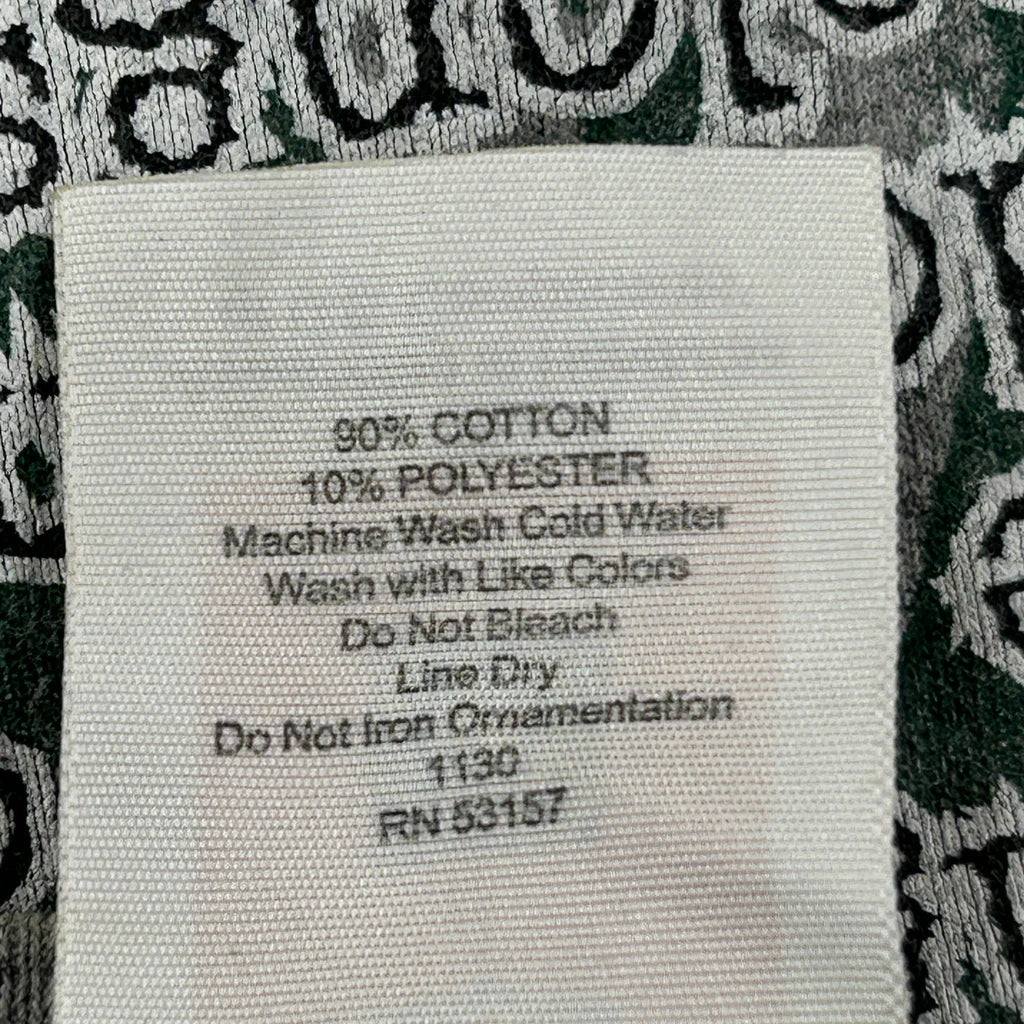 90% COTTON
10% POLYESTER
Machine Wash Cold Water
Wash with Like Colors
Do Not Bleach
Line Dry
Do Not Iron Ornamentation
1130
RN 53157